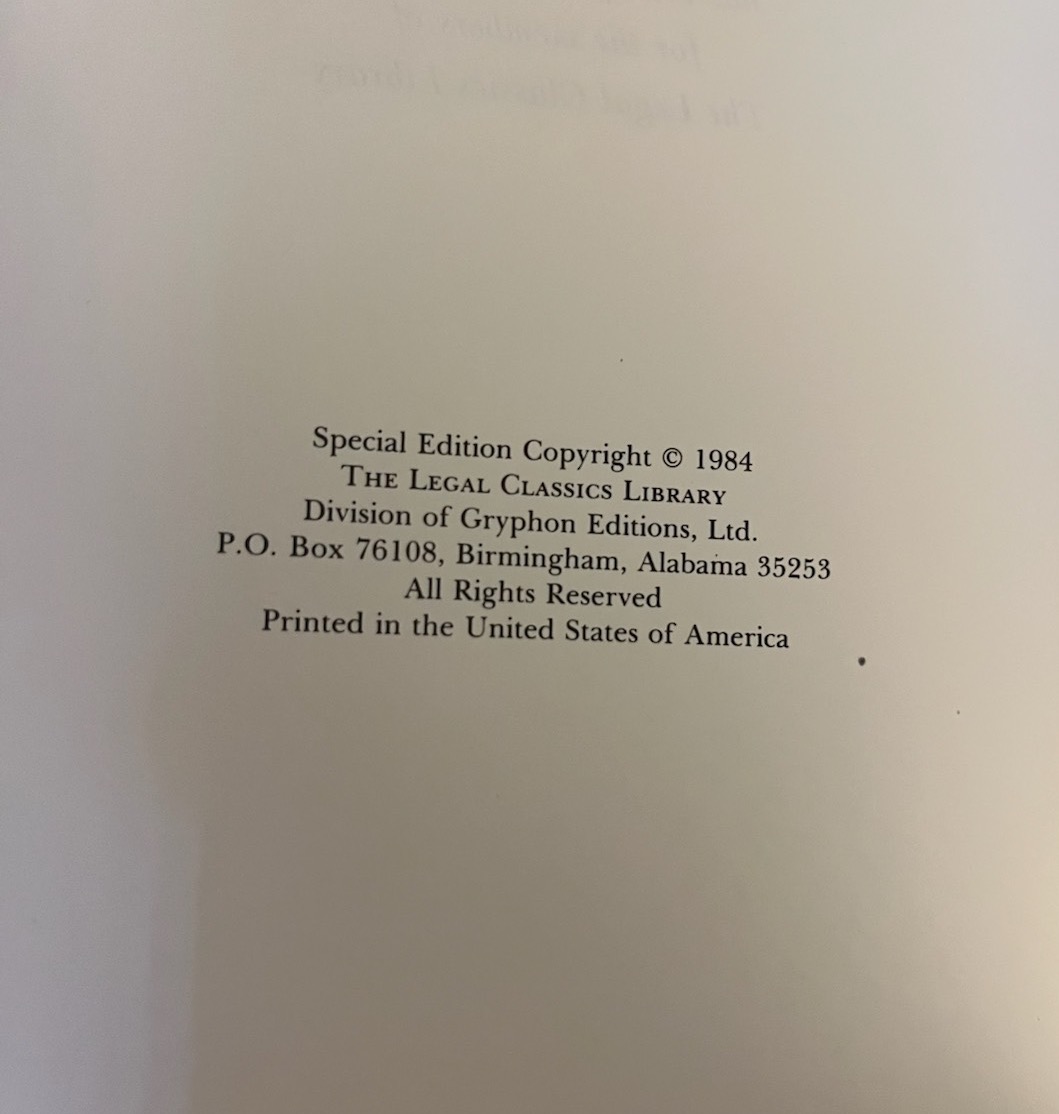 Special Edition Copyright © 1984
THE LEGAL CLASSICS LIBRARY
Division of Gryphon Editions, Ltd.
P.O. Box 76108, Birmingham, Alabama 35253
All Rights Reserved
Printed in the United States of America